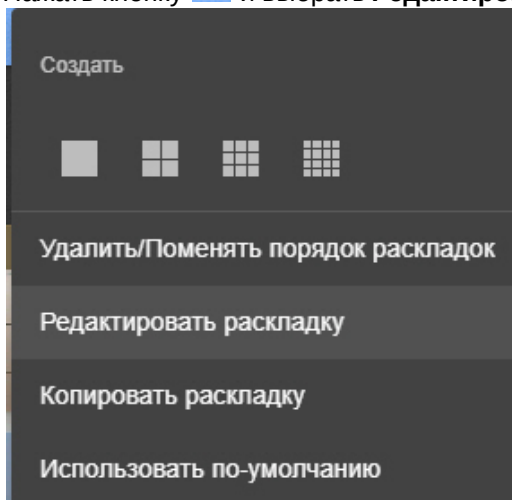 Создать
Удалить/Поменять порядок раскладок
Редактировать раскладку
Копировать раскладку
Использовать по-умолчанию